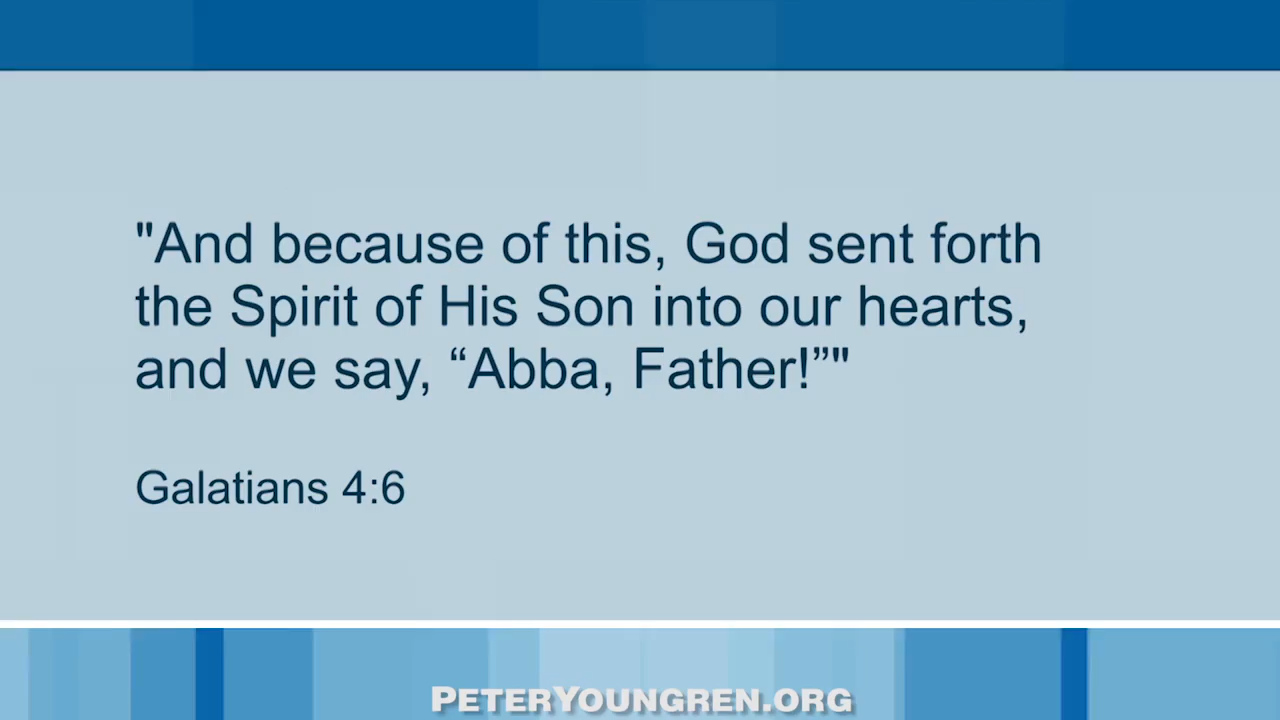 "And because of this, God sent forth
the Spirit of His Son into our hearts,
and we say, “Abba, Father!”"
Galatians 4:6
PETERYOUNGREN.ORG